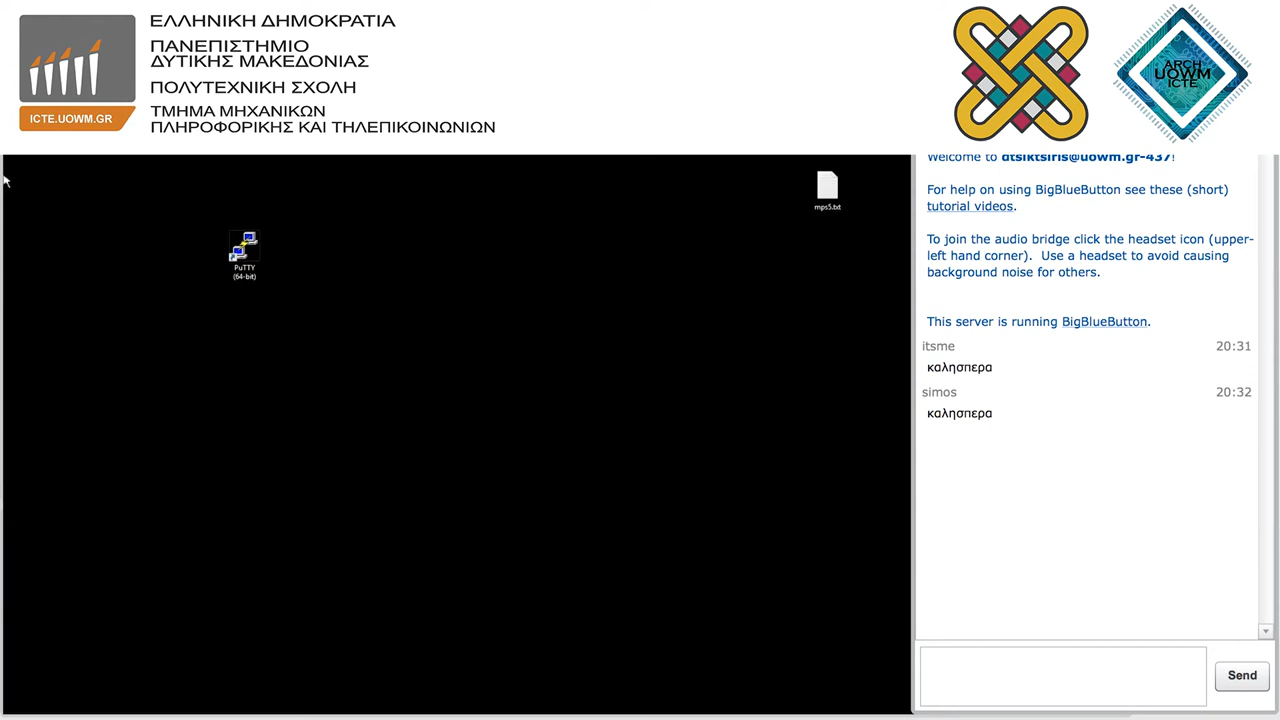 ΕΛΛΗΝΙΚΗ ΔΗΜΟΚΡΑΤΙΑ
ΠΑΝΕΠΙΣΤΗΜΙΟ
ΔΥΤΙΚΗΣ ΜΑΚΕΔΟΝΙΑΣ
ΠΟΛΥΤΕΧΝΙΚΗ ΣΧΟΛΗ
ΤΜΗΜΑ ΜΗΧΑΝΙΚΩΝ
ΠΛΗΡΟΦΟΡΙΚΗΣ ΚΑΙ ΤΗΛΕΠΙΚΟΙΝΩΝΙΩΝ
ICTE.UOWM.GR
ARCH
UOWM
ICTE
mps5.txt
PuTTY
(64-bit)
Welcome to dtsiktsiris@uowm.gr-437!
For help on using BigBlueButton see these (short)
tutorial videos.
To join the audio bridge click the headset icon (upper-
left hand corner).  Use a headset to avoid causing
background noise for others.
This server is running BigBlueButton.
itsme 20:31
καλησπερα
simos 20:32
καλησπερα
Send